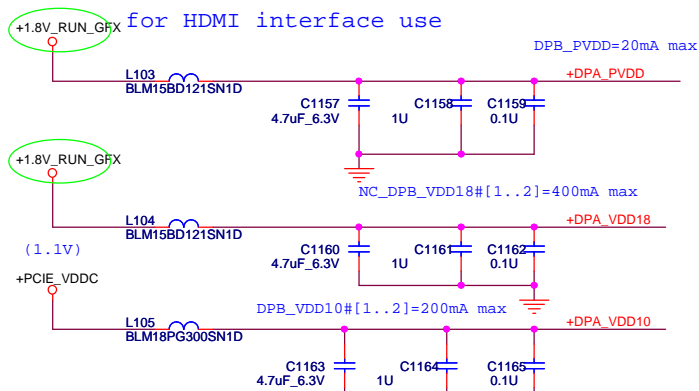 for HDMI interface use
+1.8V_RUN_GFX
DPB_PVDD=20mA max
L103
BLM15BD121SN1D
+DPA_PVDD
C1157
4.7uF_6.3V
C1158
1U
C1159
0.1U
+1.8V_RUN_GFX
NC_DPB_VDD18#[1..2]=400mA max
L104
BLM15BD121SN1D
+DPA_VDD18
(1.1V)
C1160
4.7uF_6.3V
C1161
1U
C1162
0.1U
+PCIE_VDDC
DPB_VDD10#[1..2]=200mA max
L105
BLM18PG300SN1D
+DPA_VDD10
C1163
4.7uF_6.3V
C1164
1U
C1165
0.1U